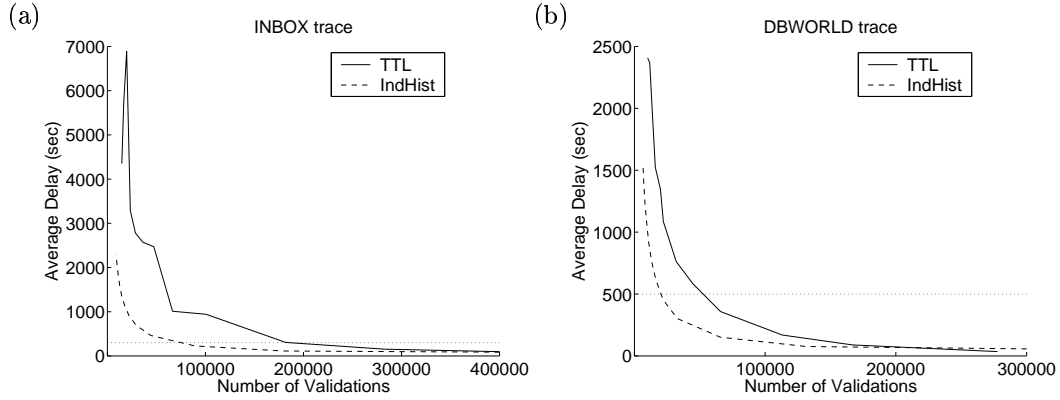 (a)
INBOX trace
TTL
IndHist
7000
6000
5000
4000
3000
2000
1000
0
Average Delay (sec)
100000
200000
300000
400000
Number of Validations
(b)
DBWORLD trace
TTL
IndHist
2500
2000
1500
1000
500
0
Average Delay (sec)
100000
200000
300000
Number of Validations